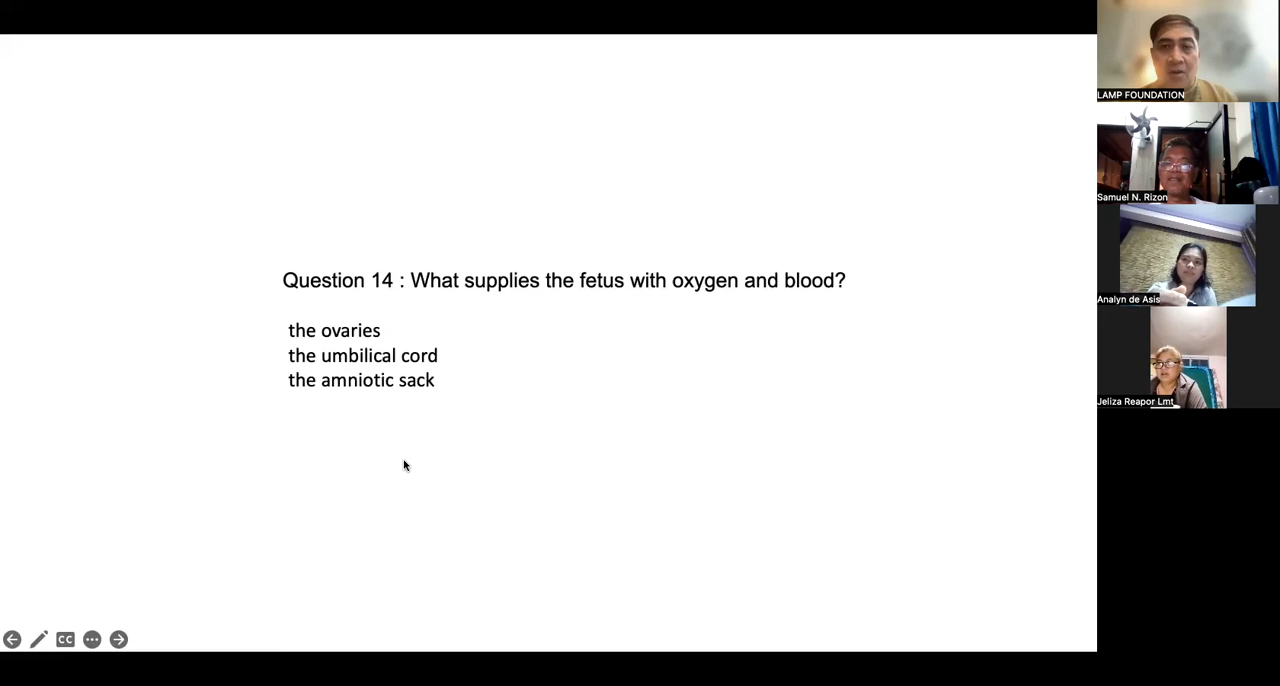 Question 14 : What supplies the fetus with oxygen and blood?
the ovaries
the umbilical cord
the amniotic sack
CC
LAMP FOUNDATION
Samuel N. Rizon
Analyn de Asis
Jeliza Reapor Lmt